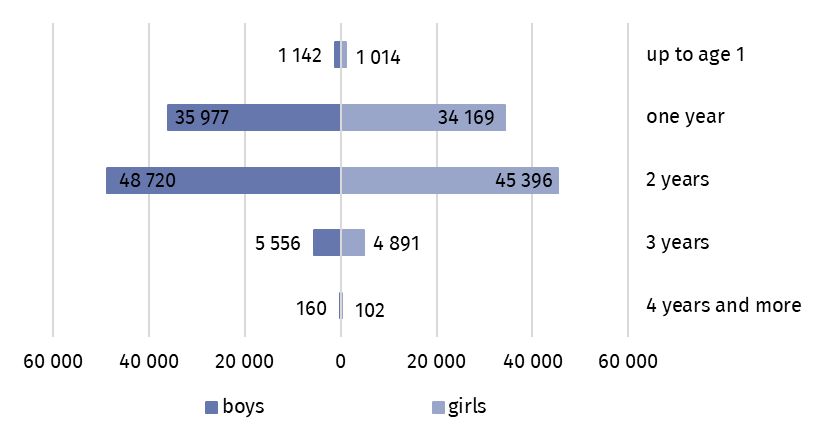 1 142 1 014 up to age 1
35 977 34 169 one year
48 720 45 396 2 years
5 556 4 891 3 years
160 102 4 years and more
60 000 40 000 20 000 0 20 000 40 000 60 000
boys girls